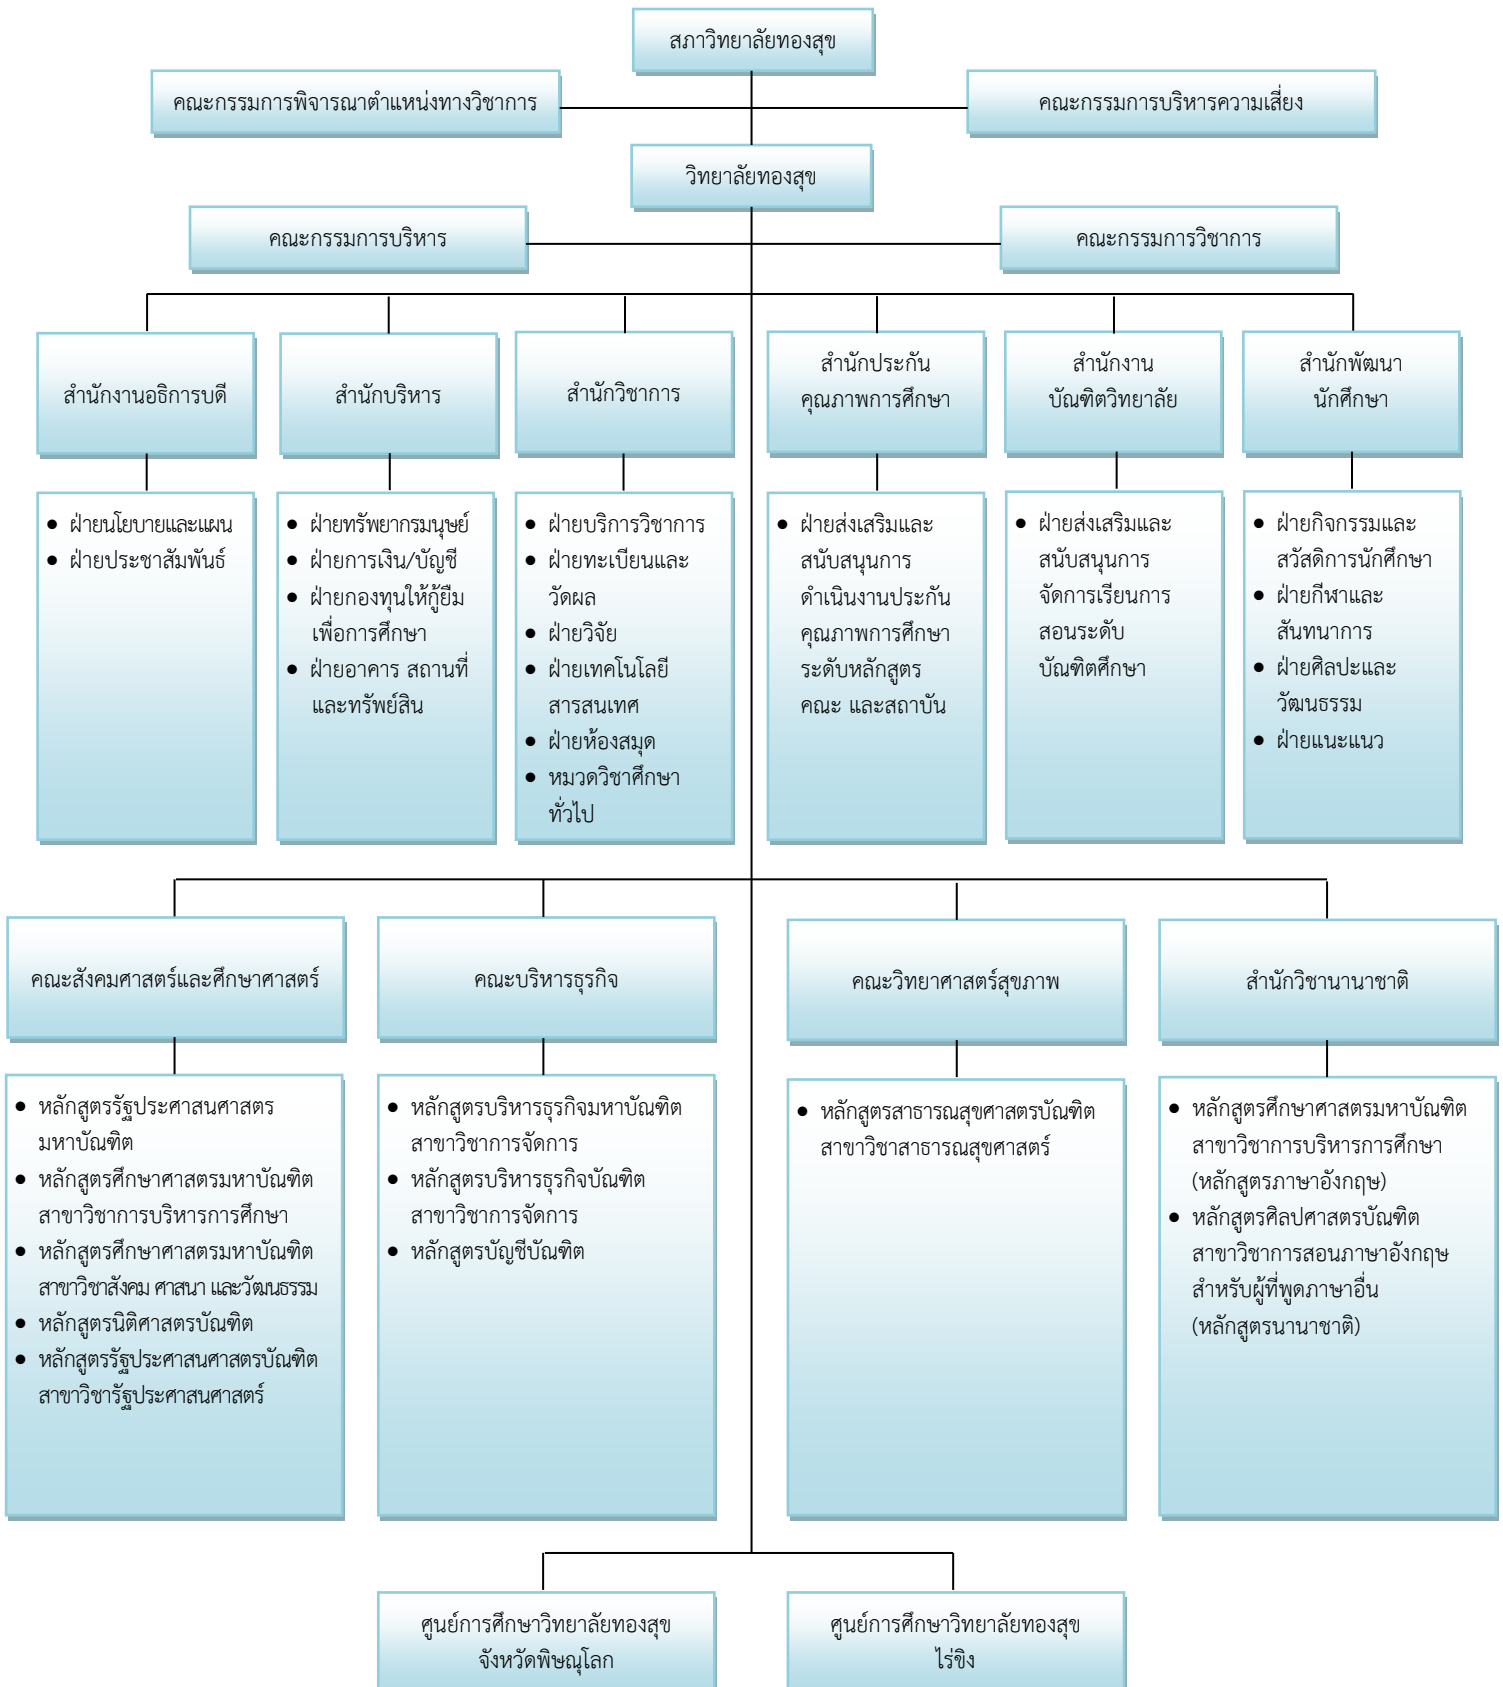 สภาวิทยาลัยทองสุข
คณะกรรมการพิจารณาตำแหน่งทางวิชาการ
คณะกรรมการบริหารความเสี่ยง
วิทยาลัยทองสุข
คณะกรรมการบริหาร
คณะกรรมการวิชาการ
สำนักงานอธิการบดี
สำนักบริหาร
สำนักวิชาการ
สำนักประกัน
คุณภาพการศึกษา
สำนักงาน
บัณฑิตวิทยาลัย
สำนักพัฒนา
นักศึกษา
• ฝ่ายนโยบายและแผน
• ฝ่ายประชาสัมพันธ์
• ฝ่ายทรัพยากรมนุษย์
• ฝ่ายการเงิน/บัญชี
• ฝ่ายกองทุนให้กู้ยืม
เพื่อการศึกษา
• ฝ่ายอาคาร สถานที่
และทรัพย์สิน
• ฝ่ายบริการวิชาการ
• ฝ่ายทะเบียนและ
วัดผล
• ฝ่ายวิจัย
• ฝ่ายเทคโนโลยี
สารสนเทศ
• ฝ่ายห้องสมุด
• หมวดวิชาศึกษา
ทั่วไป
• ฝ่ายส่งเสริมและ
สนับสนุนการ
ดำเนินงานประกัน
คุณภาพการศึกษา
ระดับหลักสูตร
คณะ และสถาบัน
• ฝ่ายส่งเสริมและ
สนับสนุนการ
จัดการเรียนการ
สอนระดับ
บัณฑิตศึกษา
• ฝ่ายกิจกรรมและ
สวัสดิการนักศึกษา
• ฝ่ายกีฬาและ
สันทนาการ
• ฝ่ายศิลปะและ
วัฒนธรรม
• ฝ่ายแนะแนว
คณะสังคมศาสตร์และศึกษาศาสตร์
คณะบริหารธุรกิจ
คณะวิทยาศาสตร์สุขภาพ
สำนักวิชานานาชาติ
• หลักสูตรรัฐประศาสนศาสตร
มหาบัณฑิต
• หลักสูตรศึกษาศาสตรมหาบัณฑิต
สาขาวิชาการบริหารการศึกษา
• หลักสูตรศึกษาศาสตรมหาบัณฑิต
สาขาวิชาสังคม ศาสนา และวัฒนธรรม
• หลักสูตรนิติศาสตรบัณฑิต
• หลักสูตรรัฐประศาสนศาสตรบัณฑิต
สาขาวิชารัฐประศาสนศาสตร์
• หลักสูตรบริหารธุรกิจมหาบัณฑิต
สาขาวิชาการจัดการ
• หลักสูตรบริหารธุรกิจบัณฑิต
สาขาวิชาการจัดการ
• หลักสูตรบัญชีบัณฑิต
• หลักสูตรสาธารณสุขศาสตรบัณฑิต
สาขาวิชาสาธารณสุขศาสตร์
• หลักสูตรศึกษาศาสตรมหาบัณฑิต
สาขาวิชาการบริหารการศึกษา
(หลักสูตรภาษาอังกฤษ)
• หลักสูตรศิลปศาสตรบัณฑิต
สาขาวิชาการสอนภาษาอังกฤษ
สำหรับผู้ที่พูดภาษาอื่น
(หลักสูตรนานาชาติ)
ศูนย์การศึกษาวิทยาลัยทองสุข
จังหวัดพิษณุโลก
ศูนย์การศึกษาวิทยาลัยทองสุข
ไร่ขิง